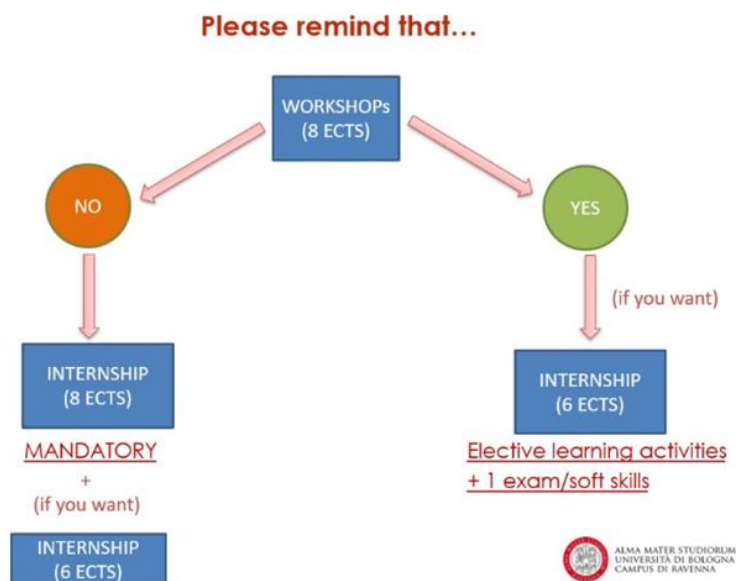 Please remind that...
WORKSHOPs
(8 ECTS)
NO
YES
(if you want)
INTERNSHIP
(8 ECTS)
INTERNSHIP
(6 ECTS)
MANDATORY
+
(if you want)
Elective learning activities
+ 1 exam/soft skills
INTERNSHIP
(6 ECTS)
ALMA MATER STUDIORUM
UNIVERSITÀ DI BOLOGNA
CAMPUS DI RAVENNA